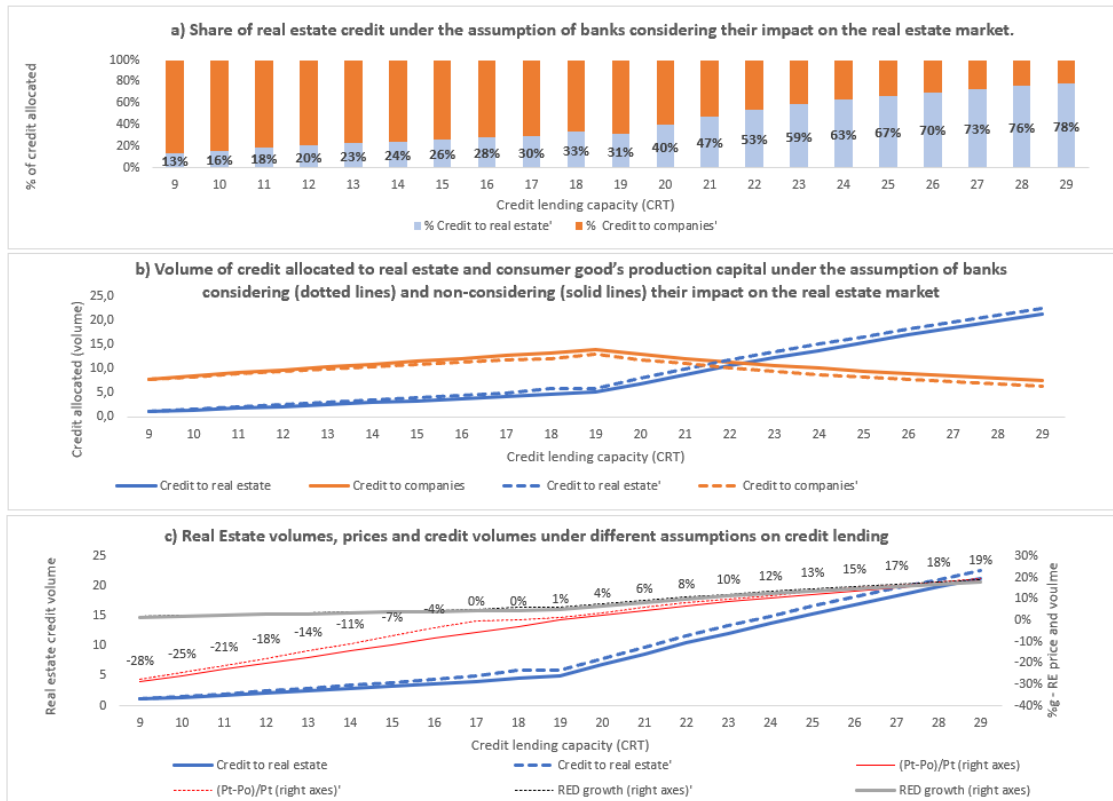 a) Share of real estate credit under the assumption of banks considering their impact on the real estate market.
% of credit allocated
100%
80%
60%
40%
20%
0%
13% 16% 18% 20% 23% 24% 26% 28% 30% 33% 31% 40% 47% 53% 59% 63% 67% 70% 73% 76% 78%
9 10 11 12 13 14 15 16 17 18 19 20 21 22 23 24 25 26 27 28 29
Credit lending capacity (CRT)
% Credit to real estate' % Credit to companies'
b) Volume of credit allocated to real estate and consumer good's production capital under the assumption of banks
considering (dotted lines) and non-considering (solid lines) their impact on the real estate market
Credit allocated (volume)
25,0
20,0
15,0
10,0
5,0
0,0
9 10 11 12 13 14 15 16 17 18 19 20 21 22 23 24 25 26 27 28 29
Credit lending capacity (CRT)
Credit to real estate Credit to companies Credit to real estate' Credit to companies'
c) Real Estate volumes, prices and credit volumes under different assumptions on credit lending
Real estate credit volume
25
20
15
10
5
0
-28% -25% -21% -18% -14% -11% -7% -4% 0% 0% 1% 4% 6% 8% 10% 12% 13% 15% 17% 18% 19%
30%
20%
10%
0%
-10%
-20%
-30%
-40%
%g - RE price and voulme
9 10 11 12 13 14 15 16 17 18 19 20 21 22 23 24 25 26 27 28 29
Credit lending capacity (CRT)
Credit to real estate Credit to real estate' (Pt-Po)/Pt (right axes)
(Pt-Po)/Pt (right axes)' RED growth (right axes)' RED growth (right axes)